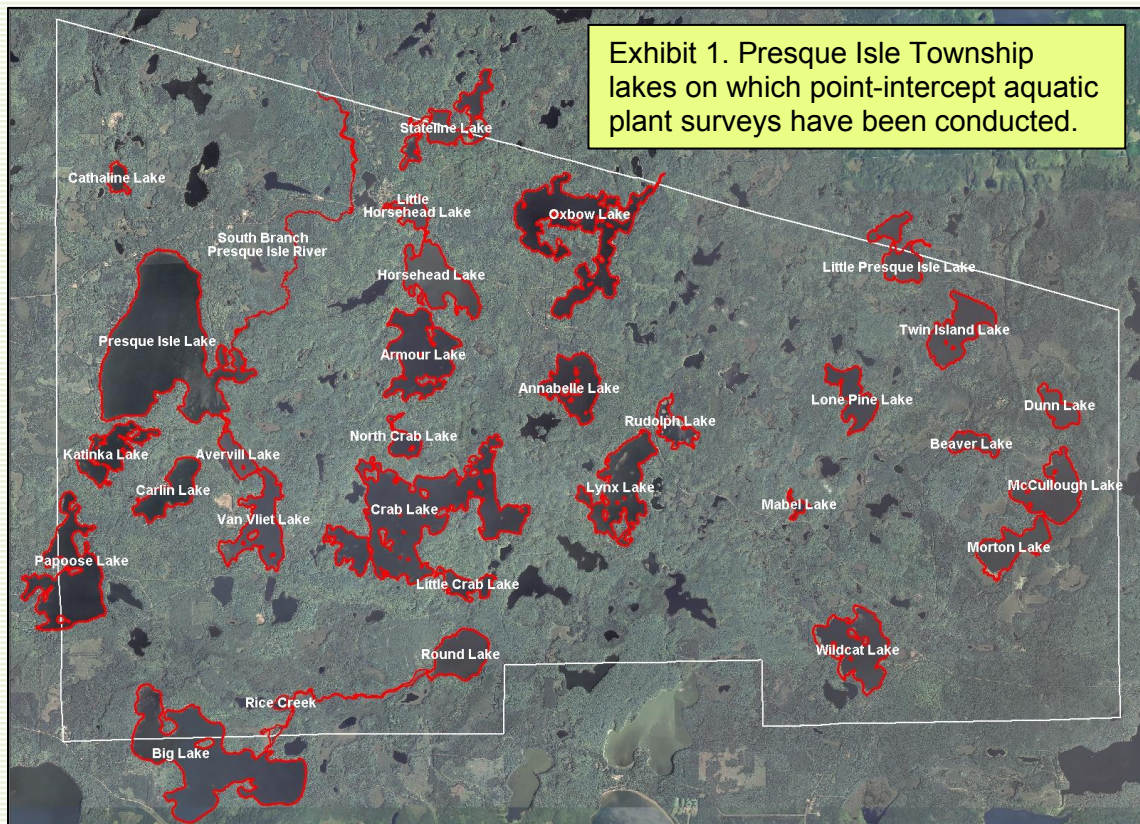 Exhibit 1. Presque Isle Township
lakes on which point-intercept aquatic
plant surveys have been conducted.
Stateline Lake
Cathaline Lake
Little
Horsehead Lake
Oxbow Lake
South Branch
Presque Isle River
Horsehead Lake
Little Presque Isle Lake
Twin Island Lake
Presque Isle Lake
Armour Lake
Annabelle Lake
Lone Pine Lake
Dunn Lake
Rudolph Lake
North Crab Lake
Beaver Lake
Katinka Lake
Avervill Lake
Carlin Lake
Lynx Lake
McCullough Lake
Van Vliet Lake
Crab Lake
Mabel Lake
Morton Lake
Papoose Lake
Little Crab Lake
Round Lake
Wildcat Lake
Rice Creek
Big Lake